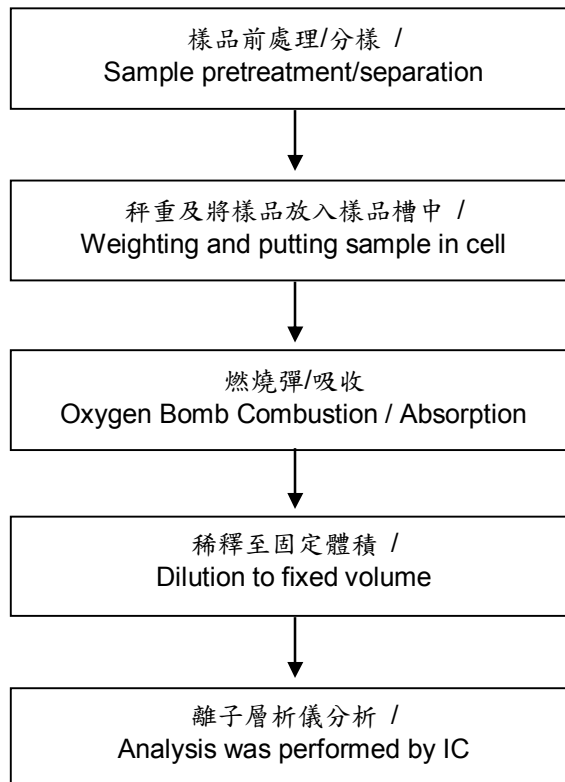 樣品前處理/分樣 /
Sample pretreatment/separation
秤重及將樣品放入樣品槽中 /
Weighting and putting sample in cell
燃燒彈/吸收
Oxygen Bomb Combustion / Absorption
稀釋至固定體積 /
Dilution to fixed volume
離子層析儀分析 /
Analysis was performed by IC